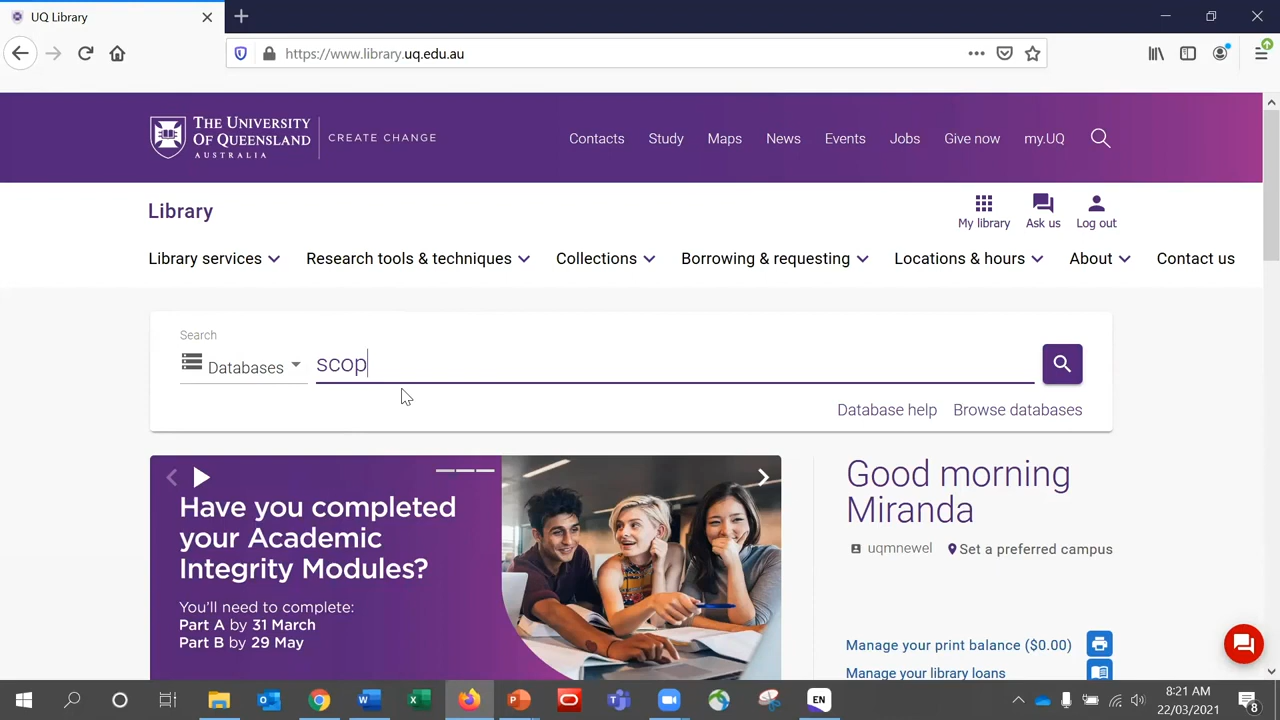 UQ Library
https://www.library.uq.edu.au
THE UNIVERSITY
OF QUEENSLAND
AUSTRALIA
CREATE CHANGE
Contacts Study Maps News Events Jobs Give now my.UQ
Library
My library Ask us Log out
Library services Research tools & techniques Collections Borrowing & requesting Locations & hours About Contact us
Search
Databases scop
Database help Browse databases
Have you completed
your Academic
Integrity Modules?
You'll need to complete:
Part A by 31 March
Part B by 29 May
Good morning
Miranda
uqmnewel Set a preferred campus
Manage your print balance ($0.00)
Manage your library loans
EN
8:21 AM
22/03/2021
8